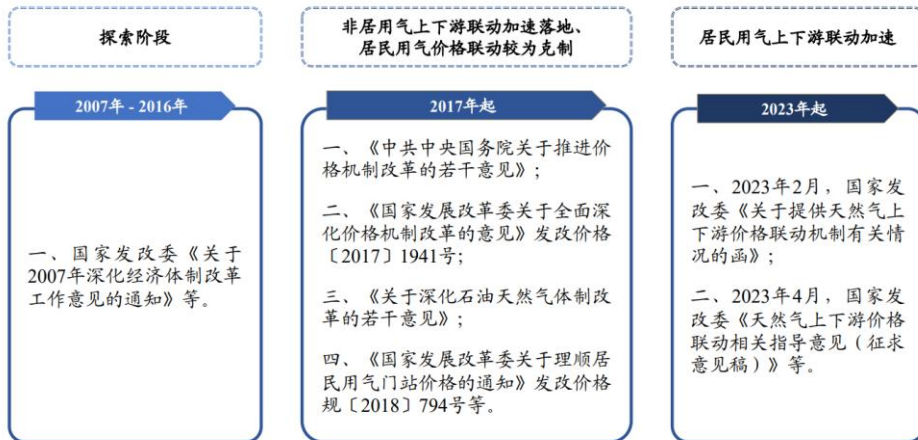 探索阶段
2007年 - 2016年
一、国家发改委《关于
2007年深化经济体制改革
工作意见的通知》等。
非居用气上下游联动加速落地、
居民用气价格联动较为克制
2017年起
一、《中共中央国务院关于推进价
格机制改革的若干意见》；
二、《国家发展改革委关于全面深
化价格机制改革的意见》发改价格
〔2017〕1941号；
三、《关于深化石油天然气体制改
革的若干意见》；
四、《国家发展改革委关于理顺居
民用气门站价格的通知》发改价格
规〔2018〕794号等。
居民用气上下游联动加速
2023年起
一、2023年2月，国家发
改委《关于提供天然气上
下游价格联动机制有关情
况的函》；
二、2023年4月，国家发
改委《天然气上下游价格
联动相关指导意见（征求
意见稿）》等。